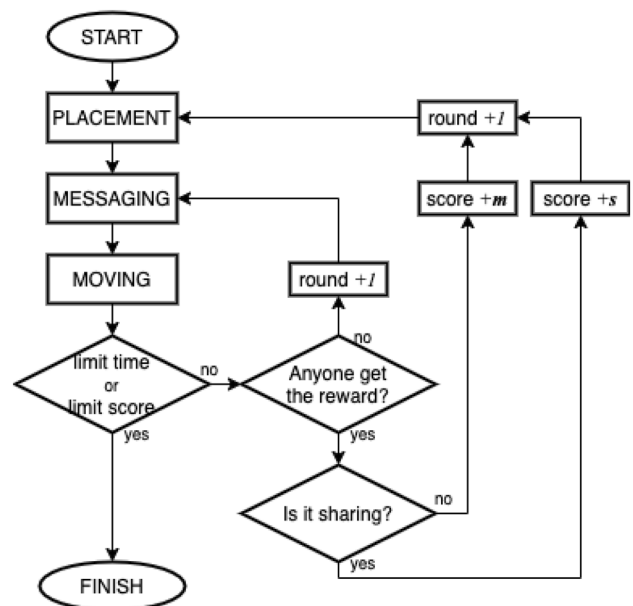 START
PLACEMENT
round +1
MESSAGING
score +m
score +s
MOVING
round +1
limit time
or
limit score
no
yes
no
Anyone get
the reward?
yes
Is it sharing?
no
yes
FINISH